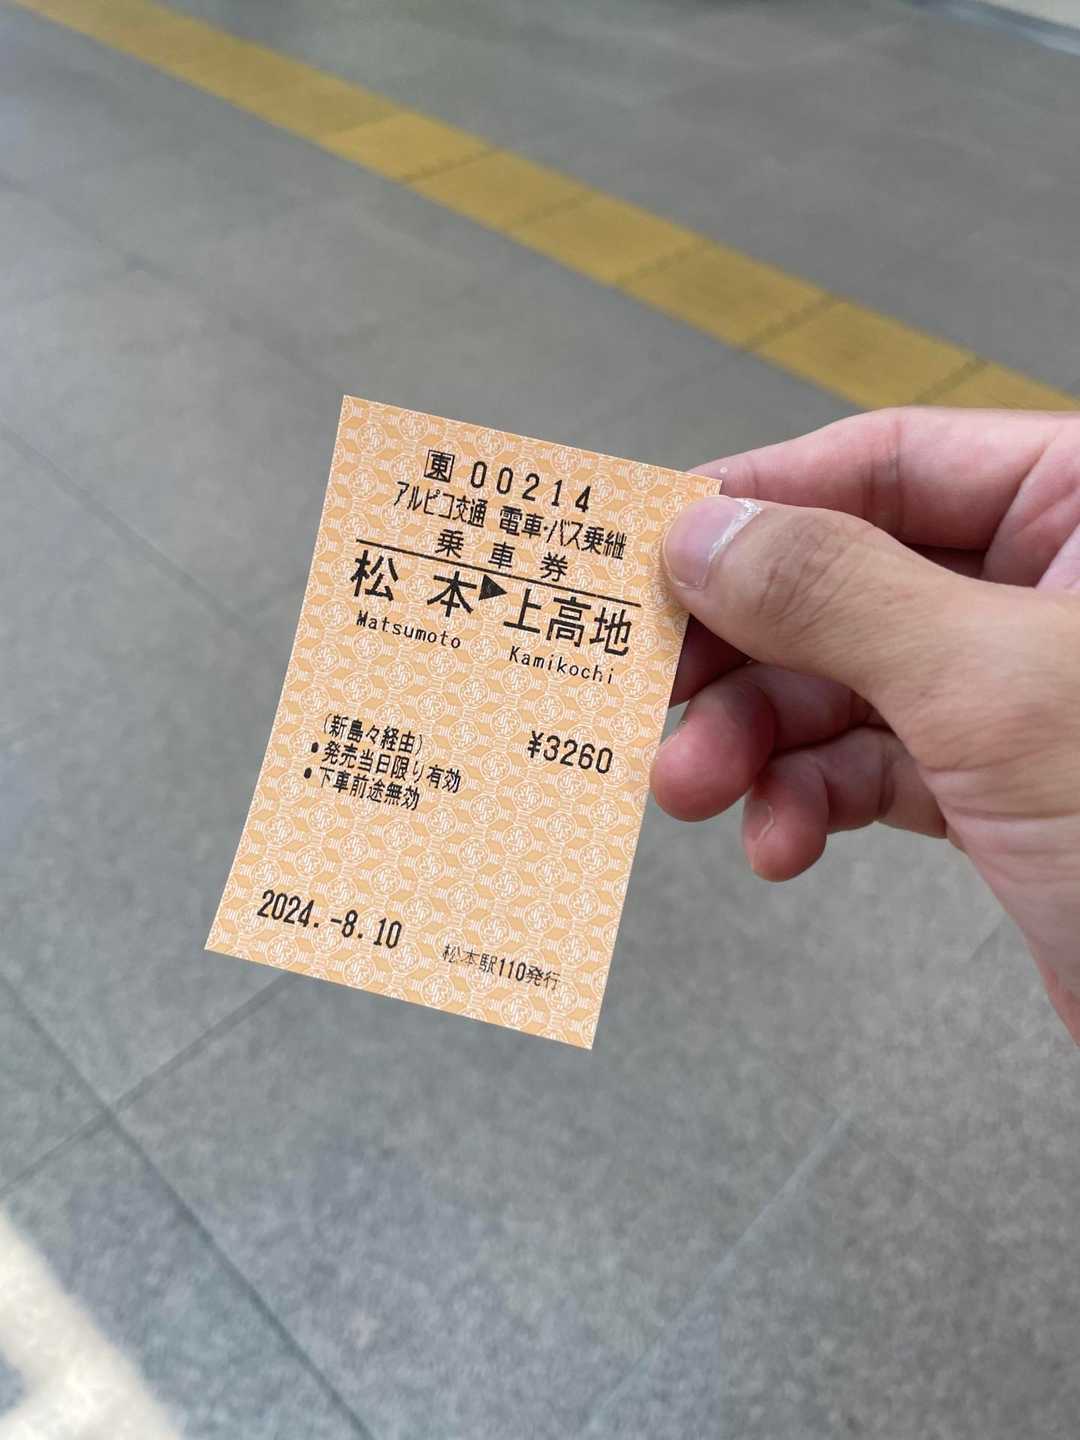 東 00214
アルピコ交通 電車・バス乗継
乗車券
松本▶上高地
Matsumoto Kamikochi
(新島々経由)
¥3260
•発売当日限り有効
•下車前途無効
2024.-8.10
松本駅110発行